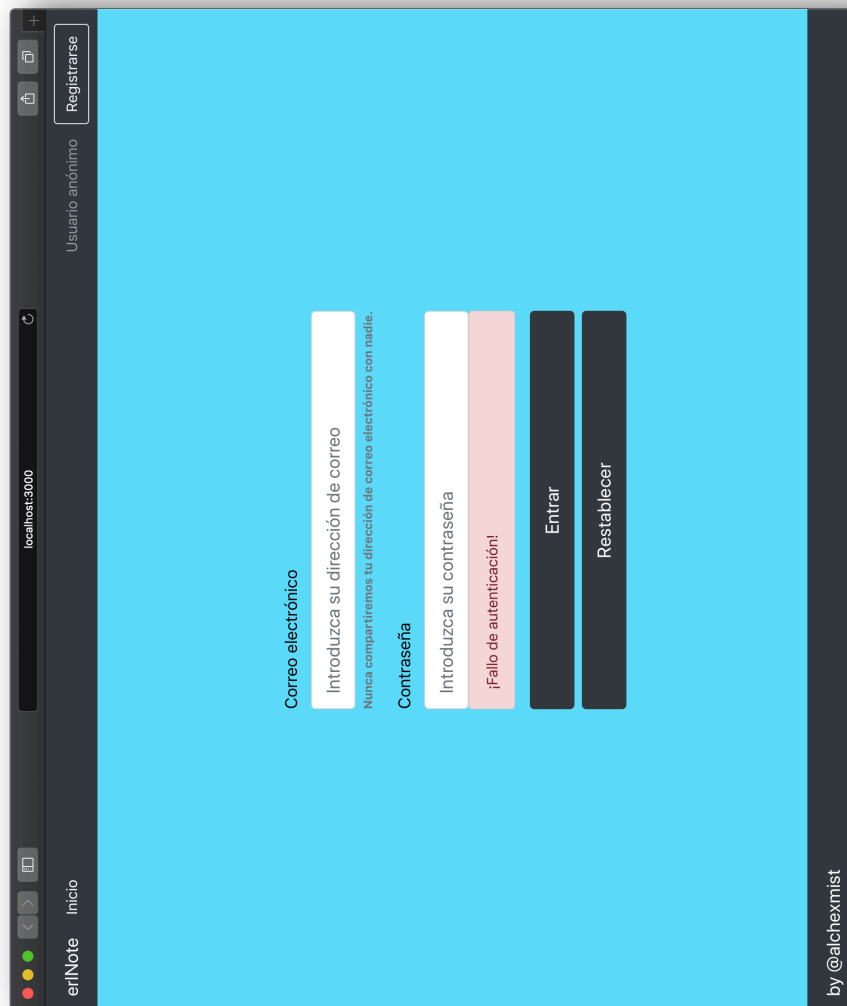 localhost:3000
erlNote Inicio Usuario anónimo Registrarse
Correo electrónico
Introduzca su dirección de correo
Nunca compartiremos tu dirección de correo electrónico con nadie.
Contraseña
Introduzca su contraseña
¡Fallo de autenticación!
Entrar
Restablecer
by @alchexmist